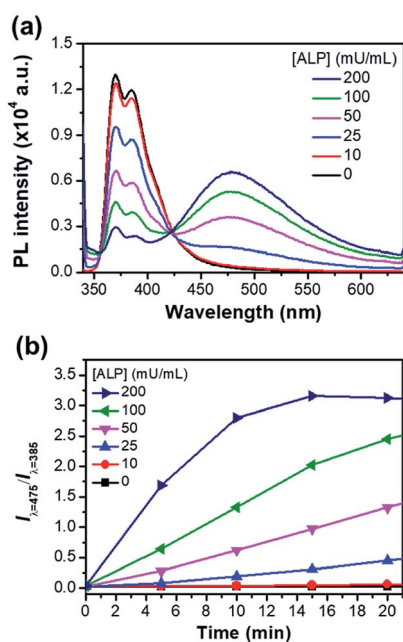 (a)
[ALP] (mU/mL)
200
100
50
25
10
0
PL intensity (x10⁴ a.u.)
1.5
1.2
0.9
0.6
0.3
0.0
350 400 450 500 550 600
Wavelength (nm)
(b)
[ALP] (mU/mL)
200
100
50
25
10
0
I λ=475/I λ=385
3.5
3.0
2.5
2.0
1.5
1.0
0.5
0.0
0 2 4 6 8 10 12 14 16 18 20
Time (min)